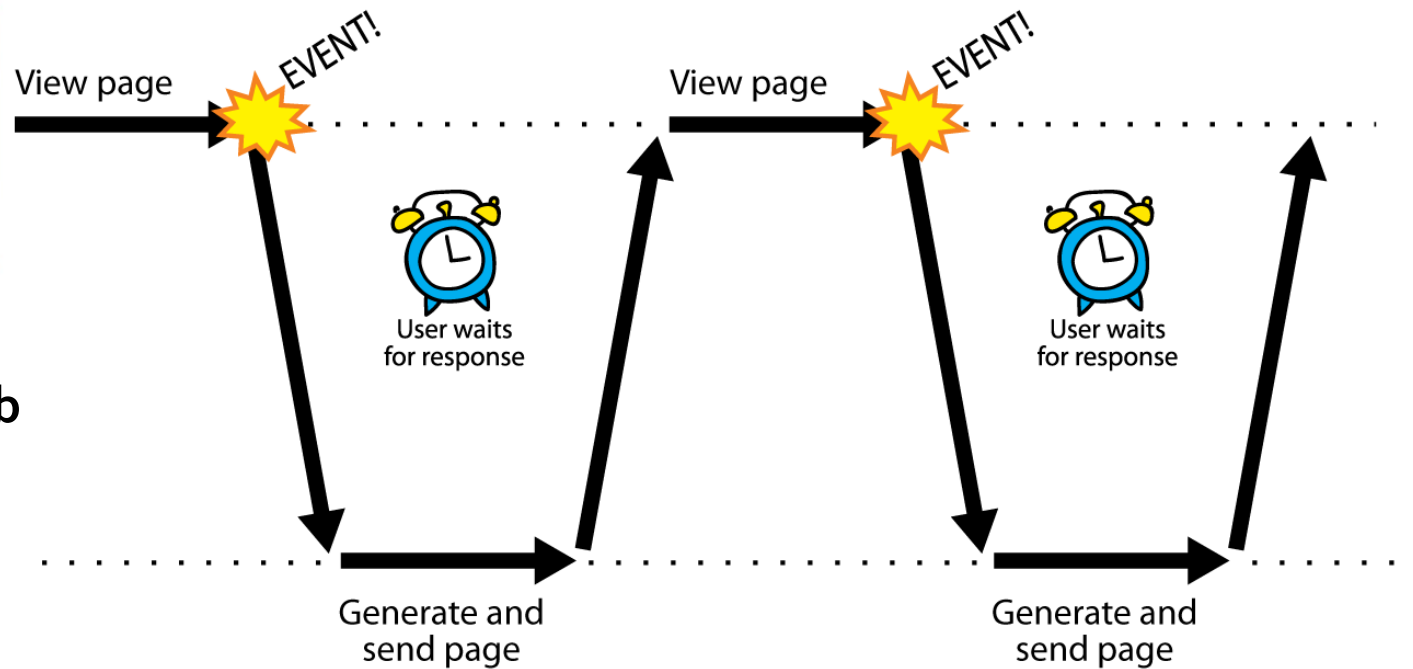 View page
EVENT!
View page
EVENT!
User waits
for response
User waits
for response
b
Generate and
send page
Generate and
send page